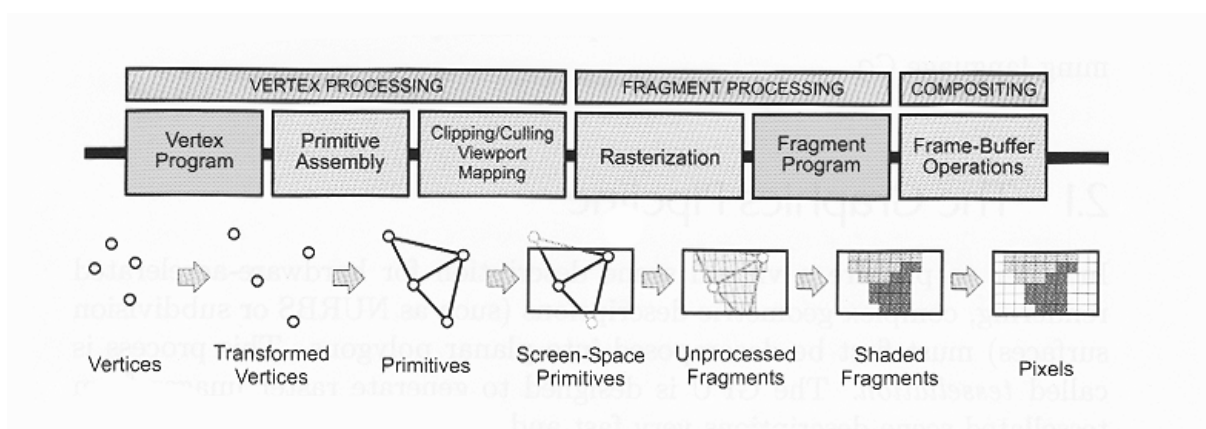 VERTEX PROCESSING
FRAGMENT PROCESSING
COMPOSITING
Vertex
Program
Primitive
Assembly
Clipping/Culling
Viewport
Mapping
Rasterization
Fragment
Program
Frame-Buffer
Operations
Vertices
Transformed
Vertices
Primitives
Screen-Space
Primitives
Unprocessed
Fragments
Shaded
Fragments
Pixels